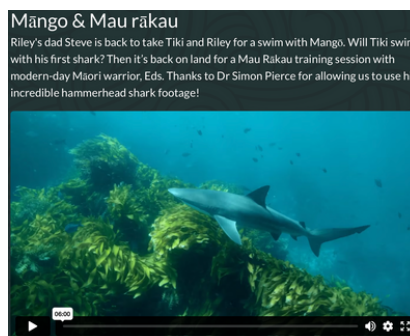 Māngo & Mau rākau
Riley's dad Steve is back to take Tiki and Riley for a swim with Mangō. Will Tiki swim
with his first shark? Then it's back on land for a Mau Rākau training session with
modern-day Māori warrior, Eds. Thanks to Dr Simon Pierce for allowing us to use h
incredible hammerhead shark footage!
06:00